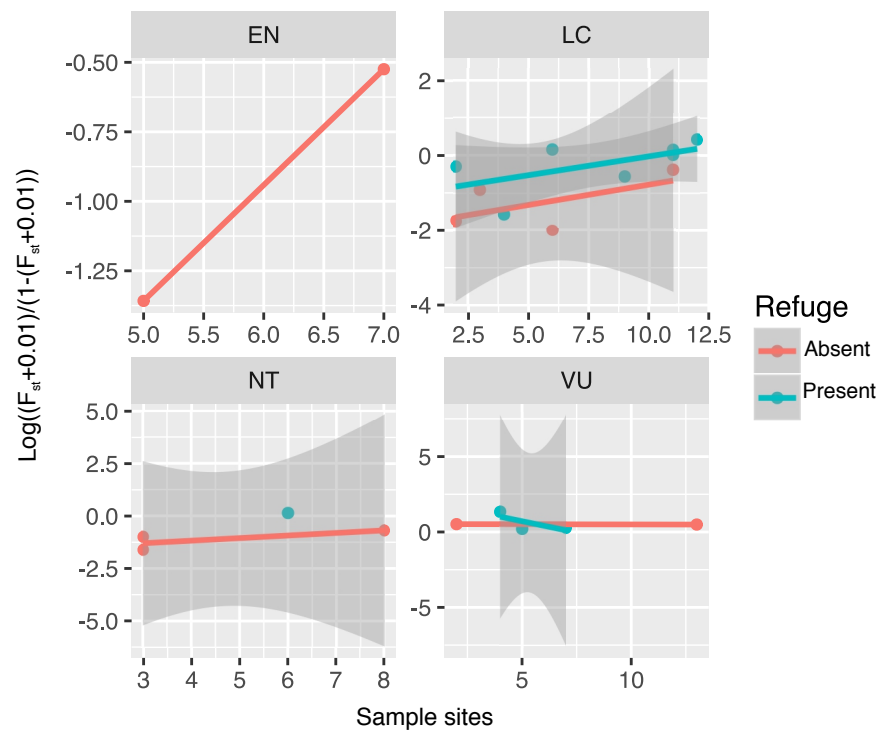 EN
LC
-0.50
-0.75
-1.00
-1.25
5.0 5.5 6.0 6.5 7.0
2
0
-2
-4
2.5 5.0 7.5 10.0 12.5
NT
VU
5.0
2.5
0.0
-2.5
-5.0
3 4 5 6 7 8
5
0
-5
5 10
Log((Fst+0.01)/(1-(Fst+0.01))
Sample sites
Refuge
Absent
Present